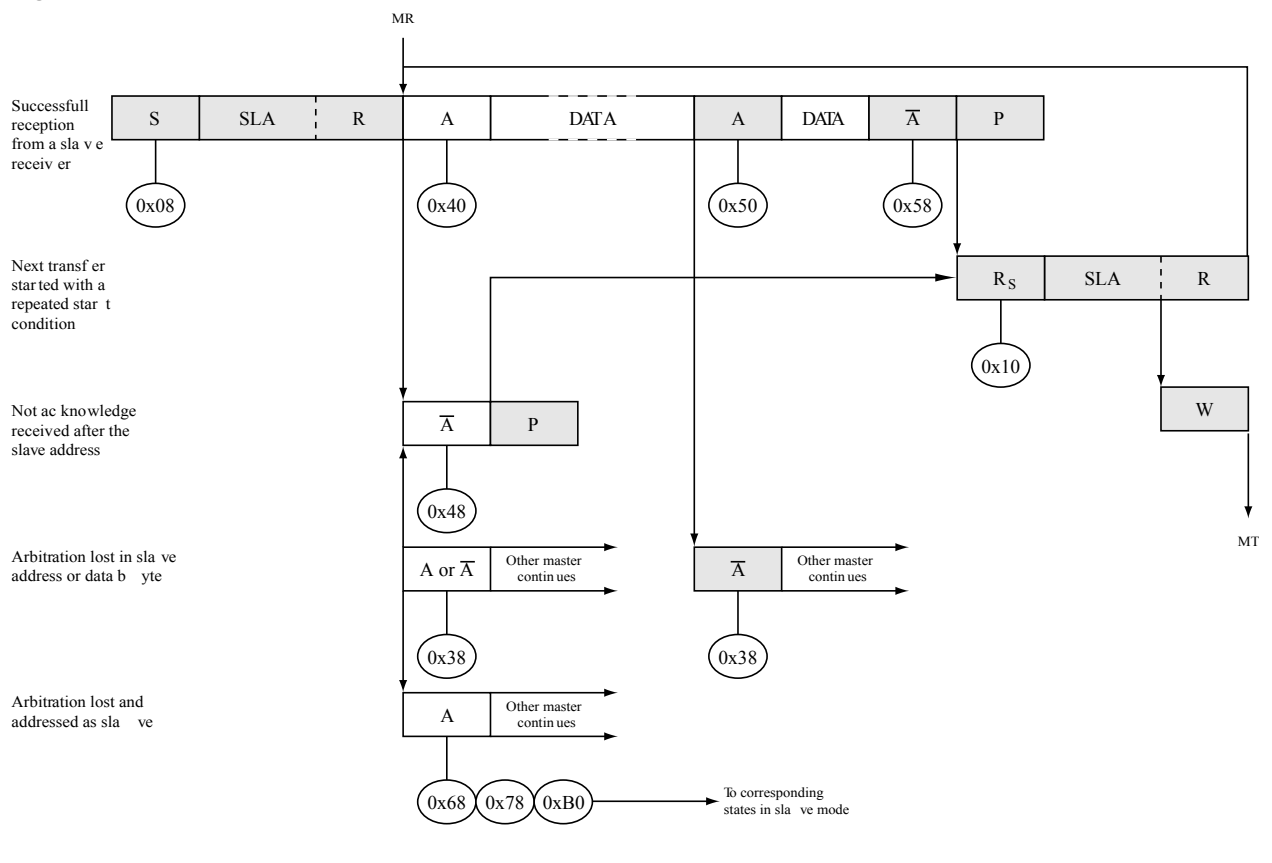 MR
Successfull
reception
from a sla v e
receiv er
S
SLA
R
A
DATA
A
DATA
A̅
P
0x08
0x40
0x50
0x58
Next transf er
star ted with a
repeated star t
condition
RS
SLA
R
0x10
W
MT
Not ac knowledge
received after the
slave address
A̅
P
0x48
Arbitration lost in sla ve
address or data b yte
A or A̅
Other master
contin ues
A̅
Other master
contin ues
0x38
0x38
Arbitration lost and
addressed as sla ve
A
Other master
contin ues
0x68
0x78
0xB0
To corresponding
states in sla ve mode